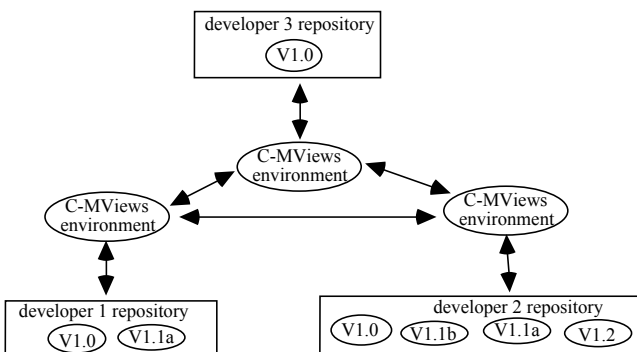 developer 3 repository
V1.0
C-MViews
environment
C-MViews
environment
C-MViews
environment
developer 1 repository
V1.0 V1.1a
developer 2 repository
V1.0 V1.1b V1.1a V1.2